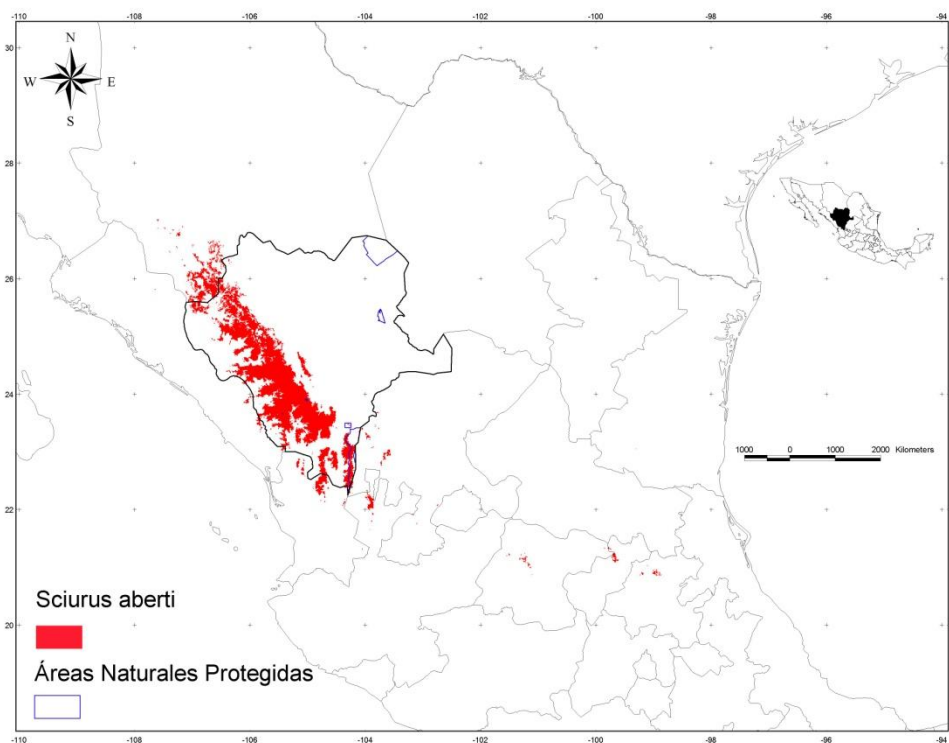 -110 -108 -106 -104 -102 -100 -98 -96 -94
30
N
W E
S
28
26
24
1000 0 1000 2000 Kilometers
22
Sciurus aberti
20
Áreas Naturales Protegidas
-110 -108 -106 -104 -102 -100 -98 -96 -94